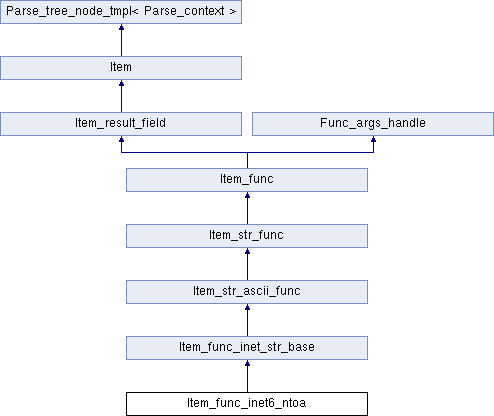 Parse_tree_node_tmpl< Parse_context >
Item
Item_result_field
Func_args_handle
Item_func
Item_str_func
Item_str_ascii_func
Item_func_inet_str_base
Item_func_inet6_ntoa